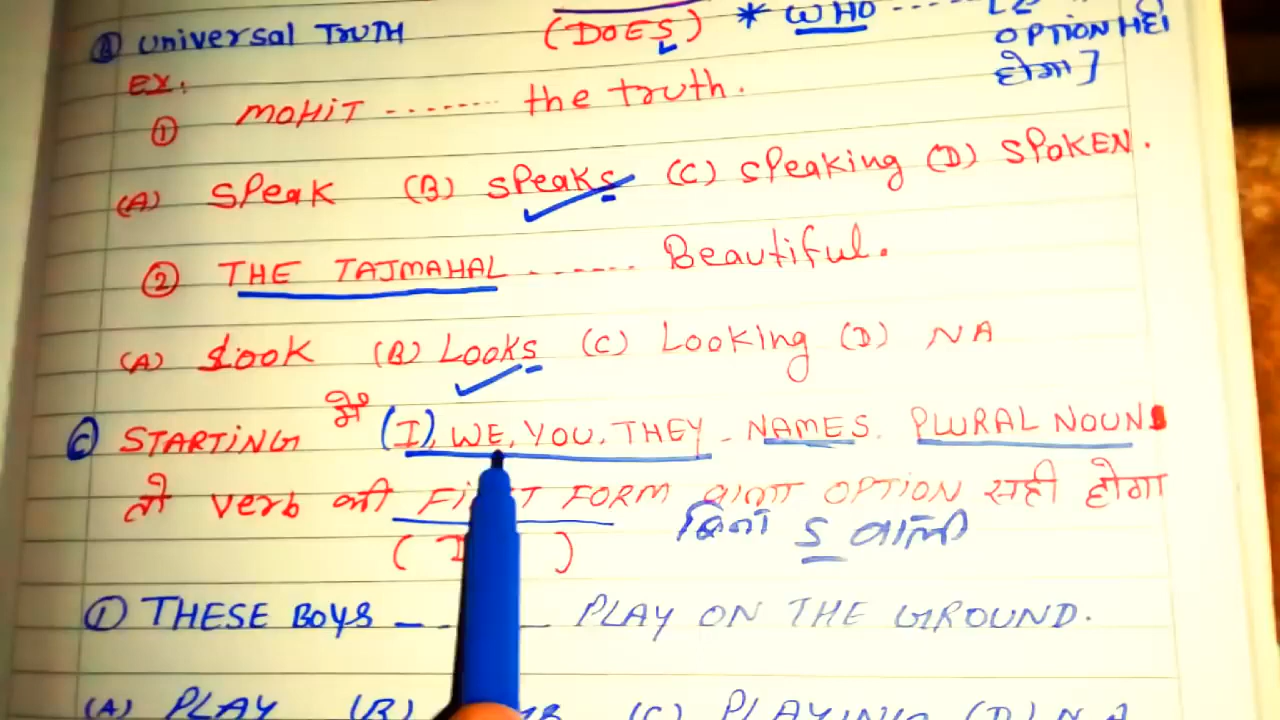 (B) UNIVERSAL TRUTH (DOES) * WHO -----
OPTION सही
होगा ]
EX.
① MOHIT -------- the truth.
(A) Speak (B) Speaks (C) Speaking (D) SPOKEN.
② THE TAJMAHAL ------ Beautiful.
(A) Look (B) Looks (C) Looking (D) NA
(C) STARTING में (I), WE, YOU, THEY, NAMES, PLURAL NOUNS
तो verb की FIRST FORM वाला OPTION सही होगा
बिना S वाली
① THESE BOYS PLAY ON THE GROUND.
(A) PLAY (B) (C) PLAYING (D) NA